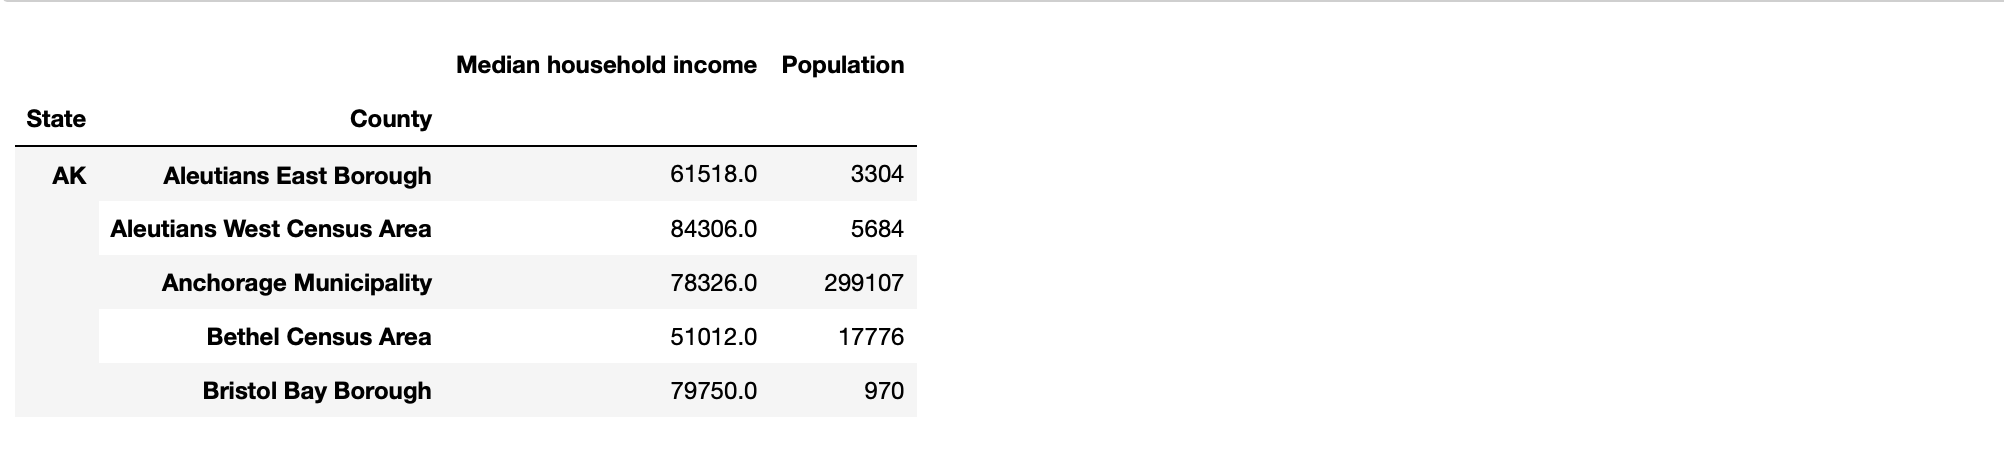 Median household income Population
State County
AK Aleutians East Borough 61518.0 3304
Aleutians West Census Area 84306.0 5684
Anchorage Municipality 78326.0 299107
Bethel Census Area 51012.0 17776
Bristol Bay Borough 79750.0 970